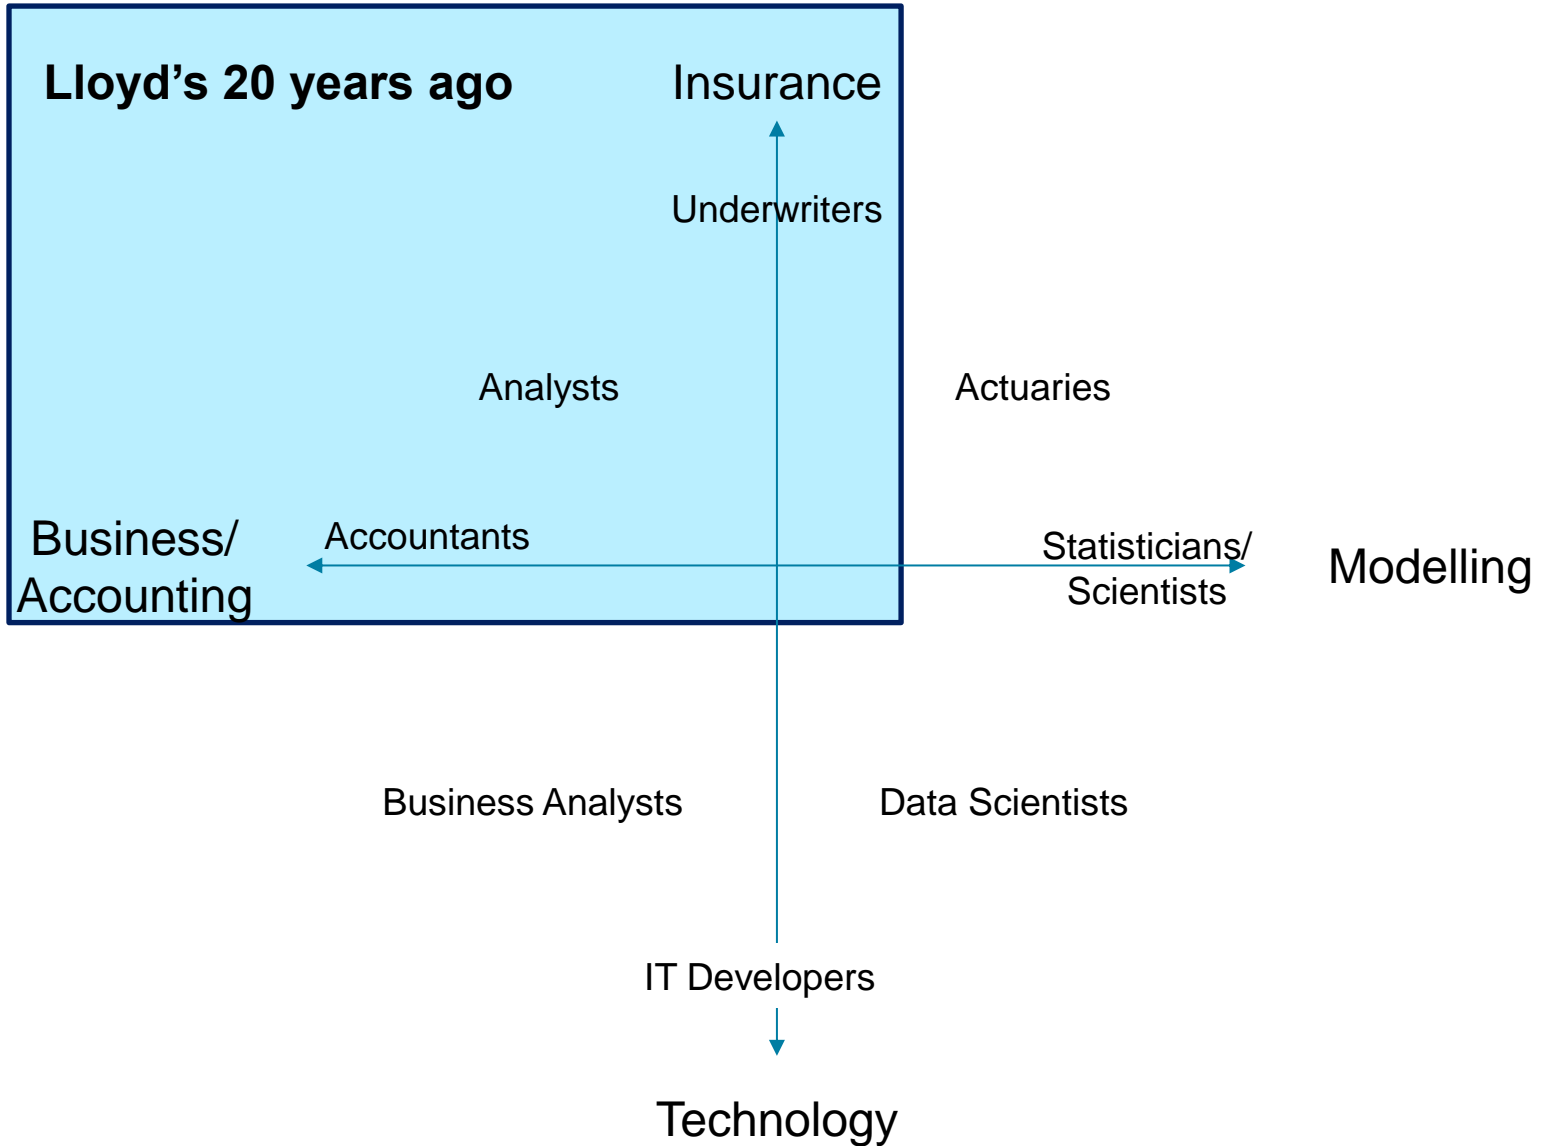 Lloyd’s 20 years ago
Insurance
Underwriters
Analysts
Actuaries
Business/
Accounting
Accountants
Statisticians/
Scientists
Modelling
Business Analysts
Data Scientists
IT Developers
Technology